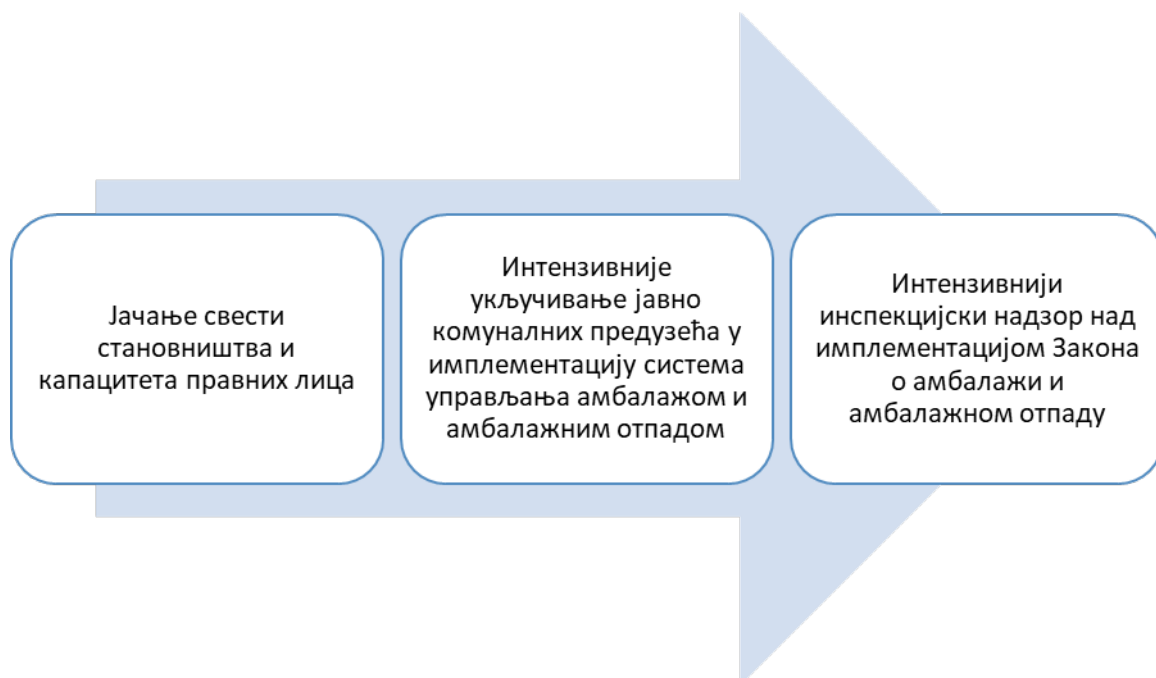 Јачање свести
становништва и
капацитета правних лица
Интензивније
укључивање јавно
комуналних предузећа у
имплементацију система
управљања амбалажом и
амбалажним отпадом
Интензивнији
инспекцијски надзор над
имплементацијом Закона
о амбалажи и
амбалажном отпаду